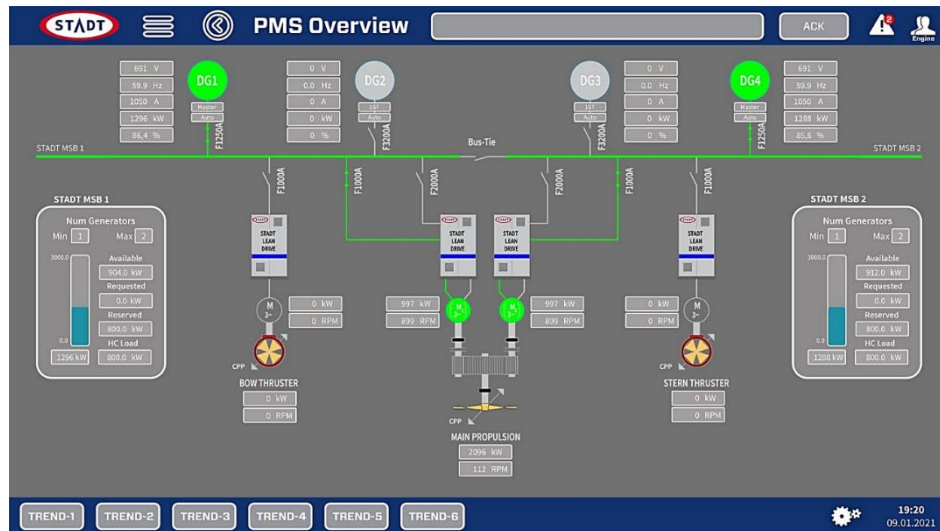 STADT
PMS Overview
ACK
2
Engine
691 V
59.9 Hz
1050 A
1296 kW
86,4 %
DG1
Master
Auto
F1250A
0 V
0.0 Hz
0 A
0 kW
0 %
DG2
1ST
Auto
F3200A
DG3
1ST
Auto
F3200A
0 V
0.0 Hz
0 A
0 kW
0 %
DG4
Master
Auto
F1250A
691 V
59.9 Hz
1050 A
1288 kW
85,6 %
STADT MSB 1
Bus-Tie
STADT MSB 2
F1000A
F1000A
F2000A
F2000A
F1000A
F1000A
STADT MSB 1
Num Generators
Min 1 Max 2
3000.0
Available
904.0 kW
Requested
0.0 kW
Reserved
800.0 kW
0.0
HC Load
1296 kW 800.0 kW
STADT
STADT
LEAN
DRIVE
STADT
STADT
LEAN
DRIVE
STADT
STADT
LEAN
DRIVE
STADT
STADT
LEAN
DRIVE
STADT MSB 2
Num Generators
Min 1 Max 2
3000.0
Available
912.0 kW
Requested
0.0 kW
Reserved
800.0 kW
0.0
HC Load
1288 kW 800.0 kW
M
3~
0 kW
0 RPM
997 kW
899 RPM
M
3~
M
3~
997 kW
899 RPM
0 kW
0 RPM
M
3~
CPP
BOW THRUSTER
0 kW
0 RPM
CPP
MAIN PROPULSION
2096 kW
112 RPM
CPP
STERN THRUSTER
0 kW
0 RPM
TREND-1
TREND-2
TREND-3
TREND-4
TREND-5
TREND-6
19:20
09.01.2021